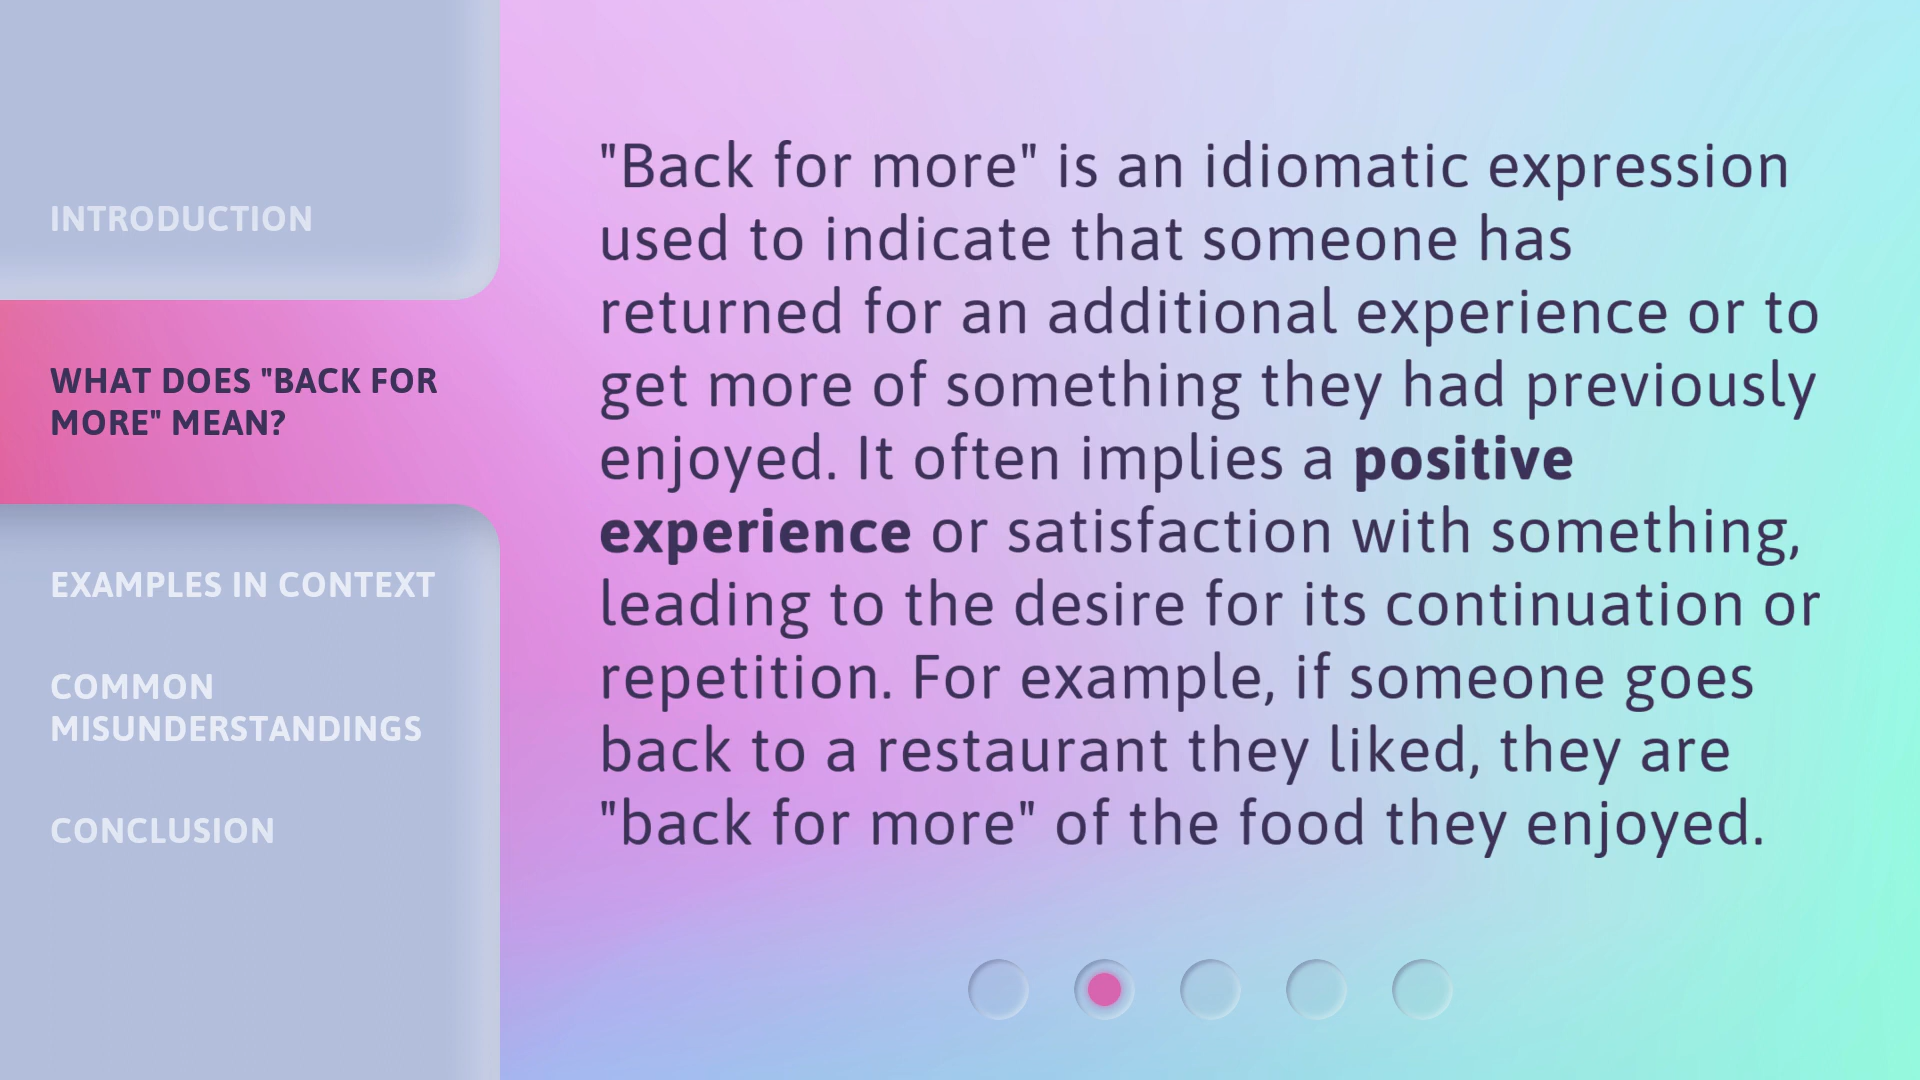 INTRODUCTION
WHAT DOES "BACK FOR
MORE" MEAN?
EXAMPLES IN CONTEXT
COMMON
MISUNDERSTANDINGS
CONCLUSION
"Back for more" is an idiomatic expression
used to indicate that someone has
returned for an additional experience or to
get more of something they had previously
enjoyed. It often implies a positive
experience or satisfaction with something,
leading to the desire for its continuation or
repetition. For example, if someone goes
back to a restaurant they liked, they are
"back for more" of the food they enjoyed.